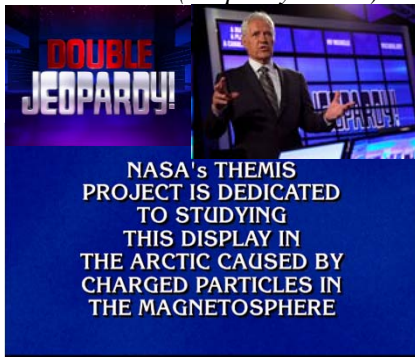 DOUBLE
JEOPARDY!
JEOPARDY!
NASA's THEMIS
PROJECT IS DEDICATED
TO STUDYING
THIS DISPLAY IN
THE ARCTIC CAUSED BY
CHARGED PARTICLES IN
THE MAGNETOSPHERE